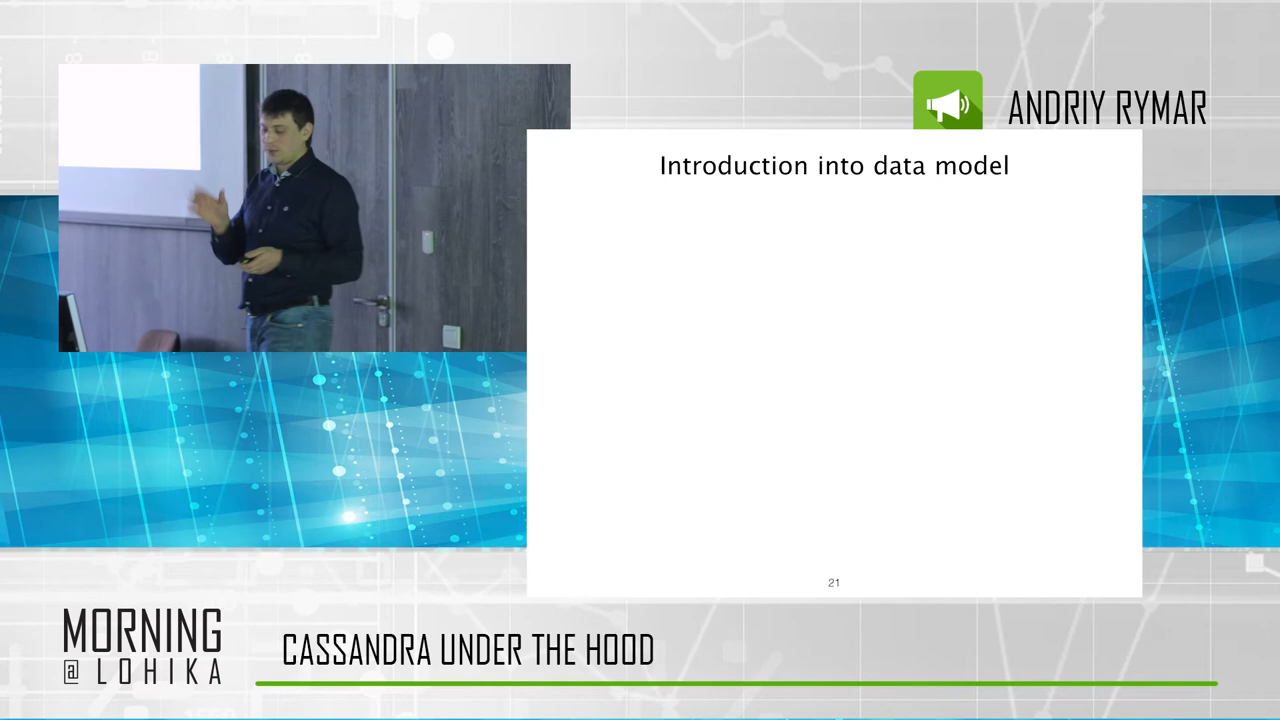 ANDRIY RYMAR
Introduction into data model
21
MORNING
@ LOHIKA
CASSANDRA UNDER THE HOOD